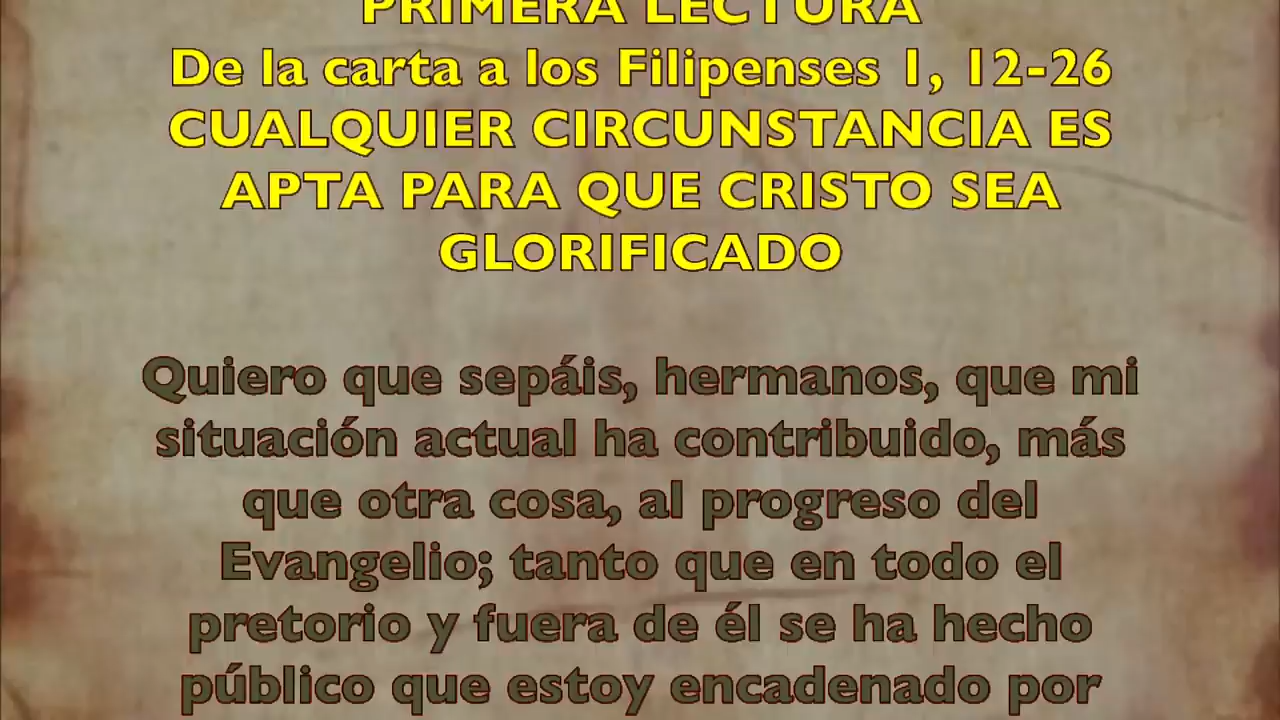 PRIMERA LECTURA
De la carta a los Filipenses 1, 12-26
CUALQUIER CIRCUNSTANCIA ES
APTA PARA QUE CRISTO SEA
GLORIFICADO
Quiero que sepáis, hermanos, que mi
situación actual ha contribuido, más
que otra cosa, al progreso del
Evangelio; tanto que en todo el
pretorio y fuera de él se ha hecho
público que estoy encadenado por